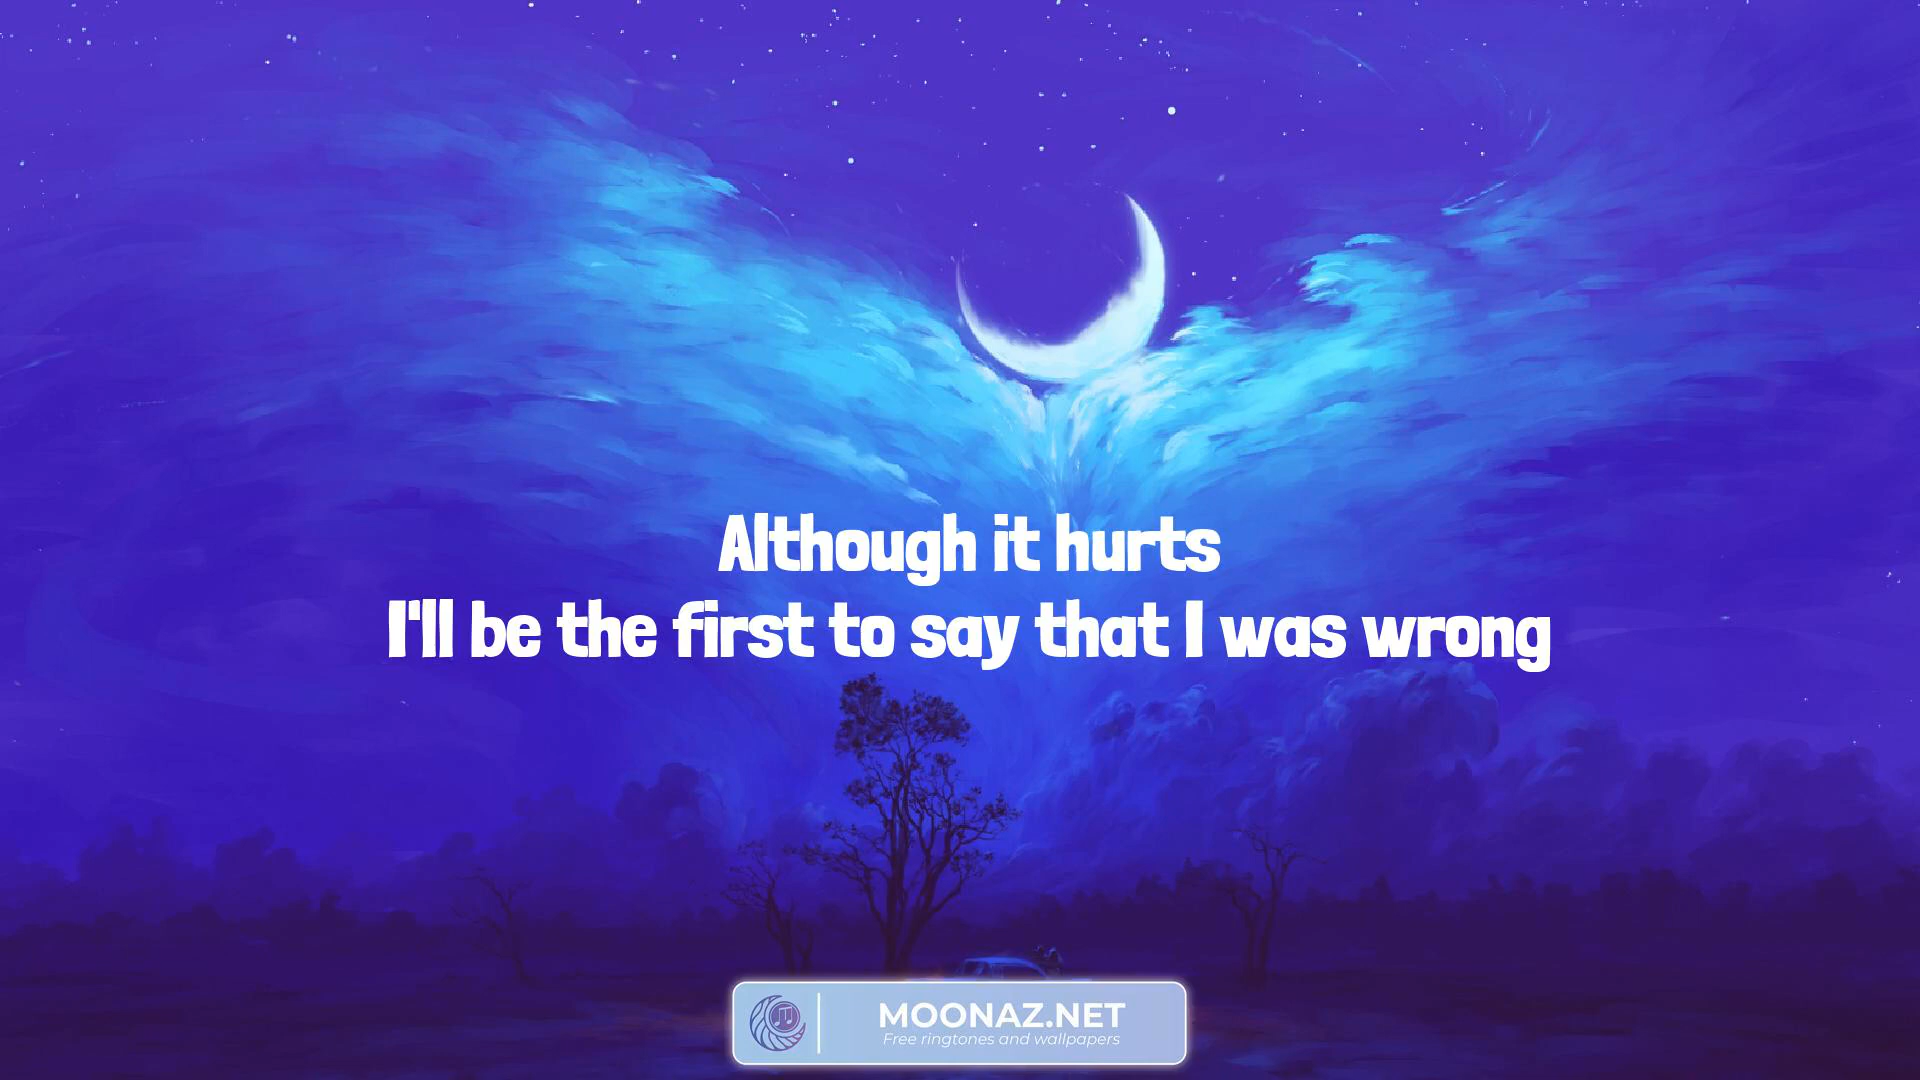 Although it hurts
I'll be the first to say that I was wrong
MOONAZ.NET
Free ringtones and wallpapers